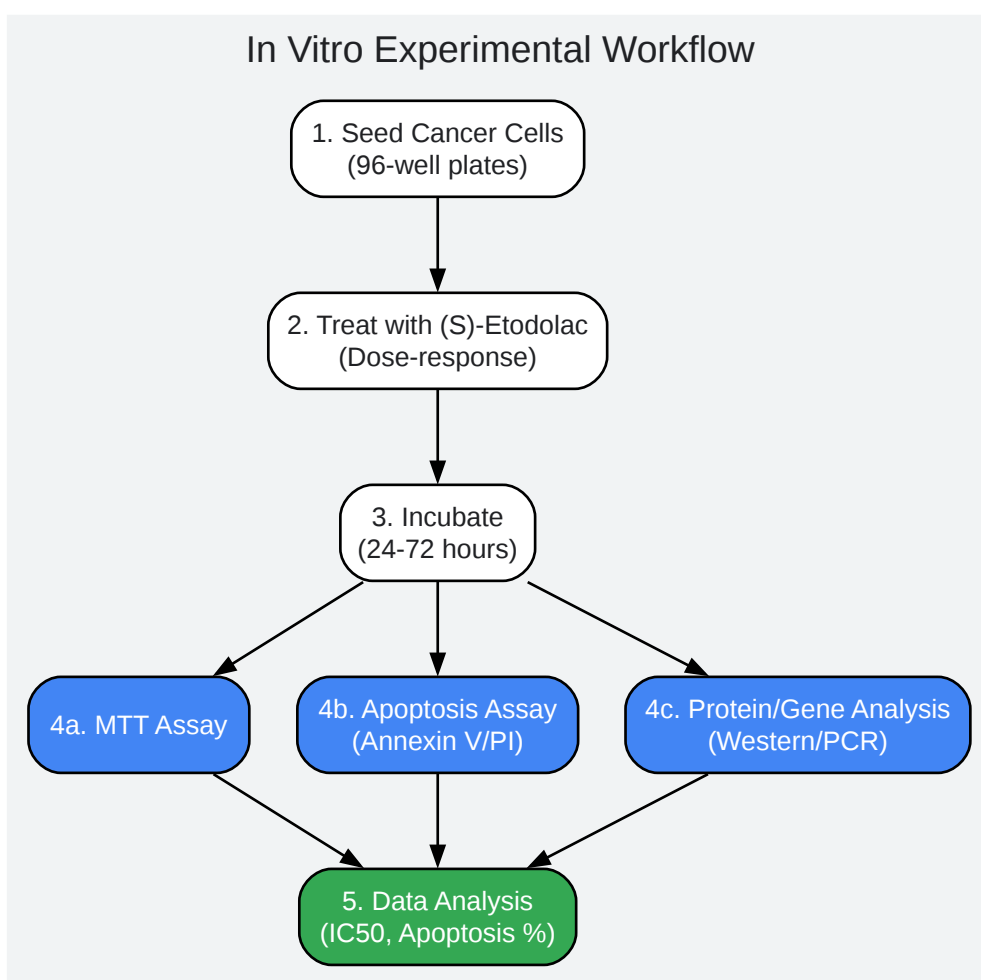 In Vitro Experimental Workflow
1. Seed Cancer Cells
(96-well plates)
2. Treat with (S)-Etodolac
(Dose-response)
3. Incubate
(24-72 hours)
4a. MTT Assay
4b. Apoptosis Assay
(Annexin V/PI)
4c. Protein/Gene Analysis
(Western/PCR)
5. Data Analysis
(IC50, Apoptosis %)